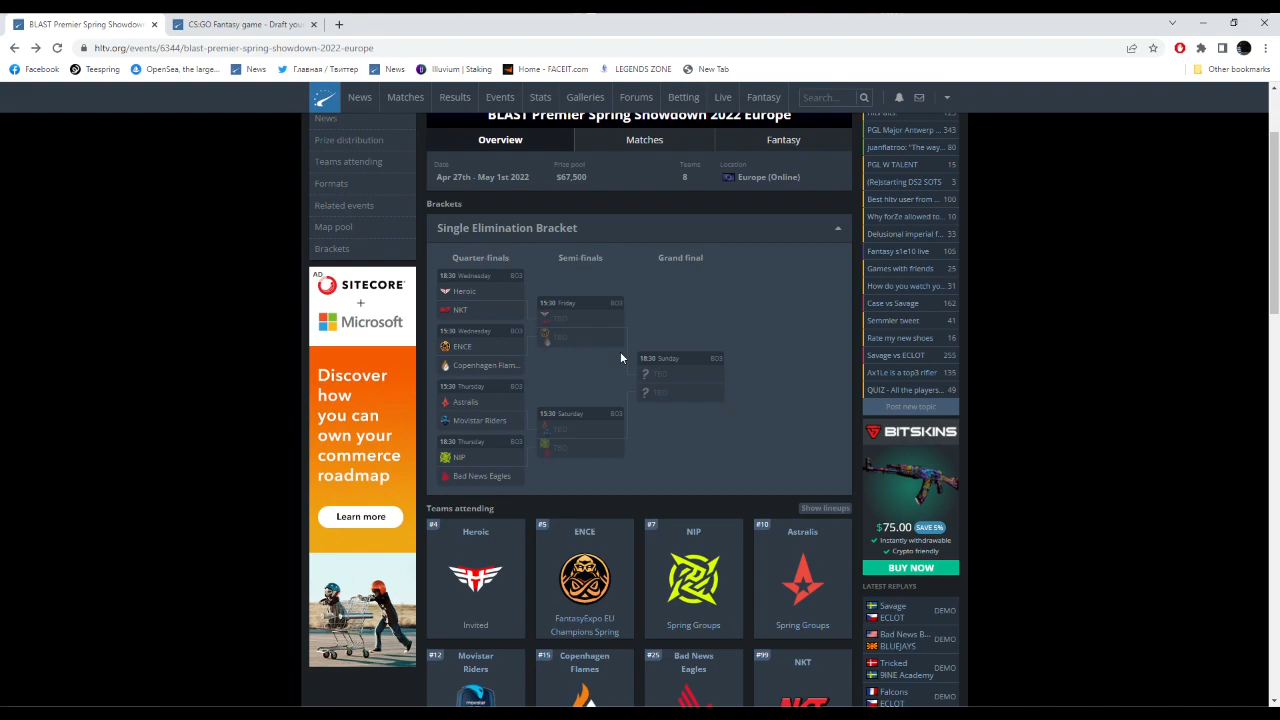 BLAST Premier Spring Showdown
CS:GO Fantasy game - Draft your
hltv.org/events/6344/blast-premier-spring-showdown-2022-europe
Facebook
Teespring
OpenSea, the large...
News
Главная / Твиттер
News
Illuvium | Staking
Home - FACEIT.com
LEGENDS ZONE
New Tab
Other bookmarks
News
Matches
Results
Events
Stats
Galleries
Forums
Betting
Live
Fantasy
Search...
News
Prize distribution
Teams attending
Formats
Related events
Map pool
Brackets
AD
SITECORE
+
Microsoft
Discover
how
you can
own your
commerce
roadmap
Learn more
BLAST Premier Spring Showdown 2022 Europe
Overview
Matches
Fantasy
Date
Apr 27th - May 1st 2022
Prize pool
$67,500
Teams
8
Location
Europe (Online)
Brackets
Single Elimination Bracket
Quarter-finals
Semi-finals
Grand final
18:30 Wednesday BO3
Heroic
NKT
15:30 Wednesday BO3
ENCE
Copenhagen Flam...
15:30 Thursday BO3
Astralis
Movistar Riders
18:30 Thursday BO3
NIP
Bad News Eagles
15:30 Friday BO3
TBD
TBD
15:30 Saturday BO3
TBD
TBD
18:30 Sunday BO3
? TBD
? TBD
Teams attending
Show lineups
#4
Heroic
Invited
#5
ENCE
FantasyExpo EU
Champions Spring
#7
NIP
Spring Groups
#10
Astralis
Spring Groups
#12
Movistar
Riders
movistar
#15
Copenhagen
Flames
#25
Bad News
Eagles
#99
NKT
NKT
PGL Major Antwerp ... 343
juanflatroo: "The way... 80
PGL W TALENT 15
(Re)starting DS2 SOTS 3
Best hltv user from ... 100
Why forZe allowed to... 10
Delusional imperial f... 33
Fantasy s1e10 live 105
Games with friends 25
How do you watch yo... 31
Case vs Savage 162
Semmler tweet 41
Rate my new shoes 16
Savage vs ECLOT 255
Ax1Le is a top3 rifler 135
QUIZ - All the players... 49
Post new topic
BITSKINS
$75.00 SAVE 5%
Instantly withdrawable
Crypto friendly
BUY NOW
LATEST REPLAYS
Savage
ECLOT
DEMO
Bad News B...
BLUEJAYS
DEMO
Tricked
9INE Academy
DEMO
Falcons
ECLOT
DEMO